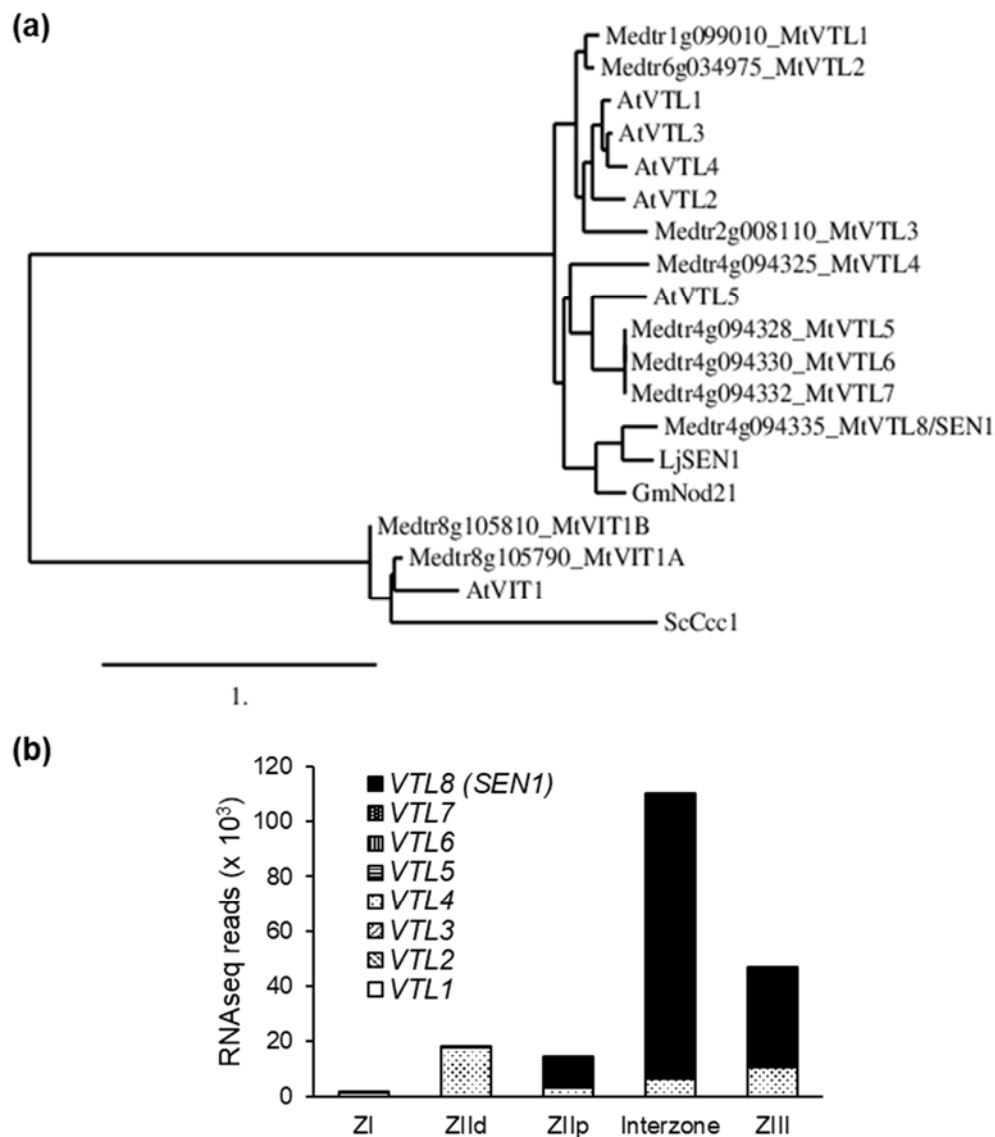 (a)
Medtr1g099010_MtVTL1
Medtr6g034975_MtVTL2
AtVTL1
AtVTL3
AtVTL4
AtVTL2
Medtr2g008110_MtVTL3
Medtr4g094325_MtVTL4
AtVTL5
Medtr4g094328_MtVTL5
Medtr4g094330_MtVTL6
Medtr4g094332_MtVTL7
Medtr4g094335_MtVTL8/SEN1
LjSEN1
GmNod21
Medtr8g105810_MtVIT1B
Medtr8g105790_MtVIT1A
AtVIT1
ScCcc1
1.
(b)
RNAseq reads (x 10³)
120
100
80
60
40
20
0
VTL8 (SEN1)
VTL7
VTL6
VTL5
VTL4
VTL3
VTL2
VTL1
ZI ZIId ZIIp Interzone ZIII